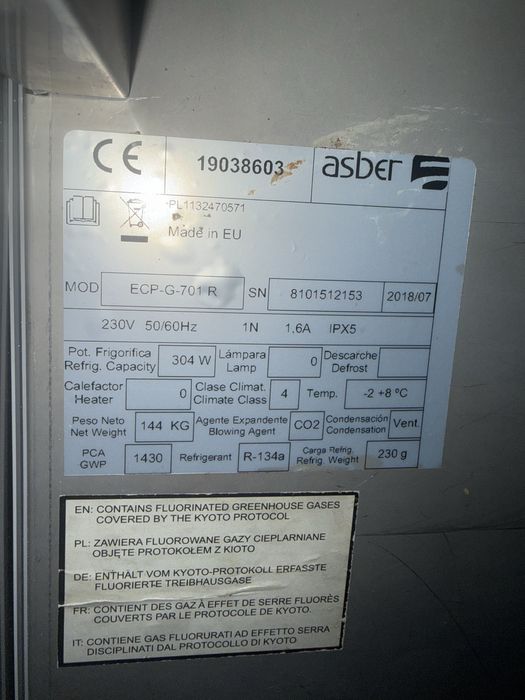 CE 19038603 asber
PL1132470571
Made in EU
MOD ECP-G-701 R SN 8101512153 2018/07
230V 50/60Hz 1N 1,6A IPX5
Pot. Frigorifica 304 W Lámpara 0 Descarche
Refrig. Capacity Lamp Defrost
Calefactor 0 Clase Climat. 4 Temp. -2 +8 ºC
Heater Climate Class
Peso Neto 144 KG Agente Expandente CO2 Condensación Vent.
Net Weight Blowing Agent Condensation
PCA 1430 Refrigerant R-134a Carga Refrig. 230 g
GWP Refrig. Weight
EN: CONTAINS FLUORINATED GREENHOUSE GASES
COVERED BY THE KYOTO PROTOCOL
PL: ZAWIERA FLUOROWANE GAZY CIEPLARNIANE
OBJĘTE PROTOKOŁEM Z KIOTO
DE: ENTHÄLT VOM KYOTO-PROTOKOLL ERFASSTE
FLUORIERTE TREIBHAUSGASE
FR: CONTIENT DES GAZ À EFFET DE SERRE FLUORÉS
COUVERTS PAR LE PROTOCOLE DE KYOTO.
IT: CONTIENE GAS FLUORURATI AD EFFETTO SERRA
DISCIPLINATI DAL PROTOCOLLO DI KYOTO